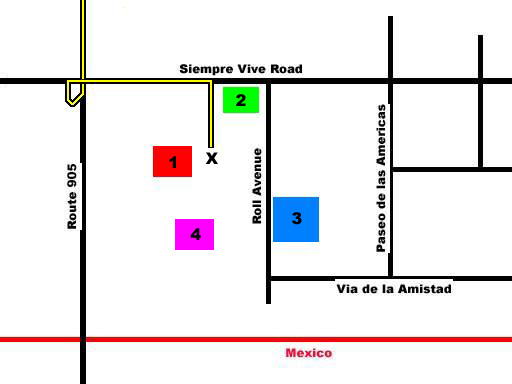 Siempre Vive Road
2
1
X
Route 905
Roll Avenue
Paseo de las Americas
3
4
Via de la Amistad
Mexico